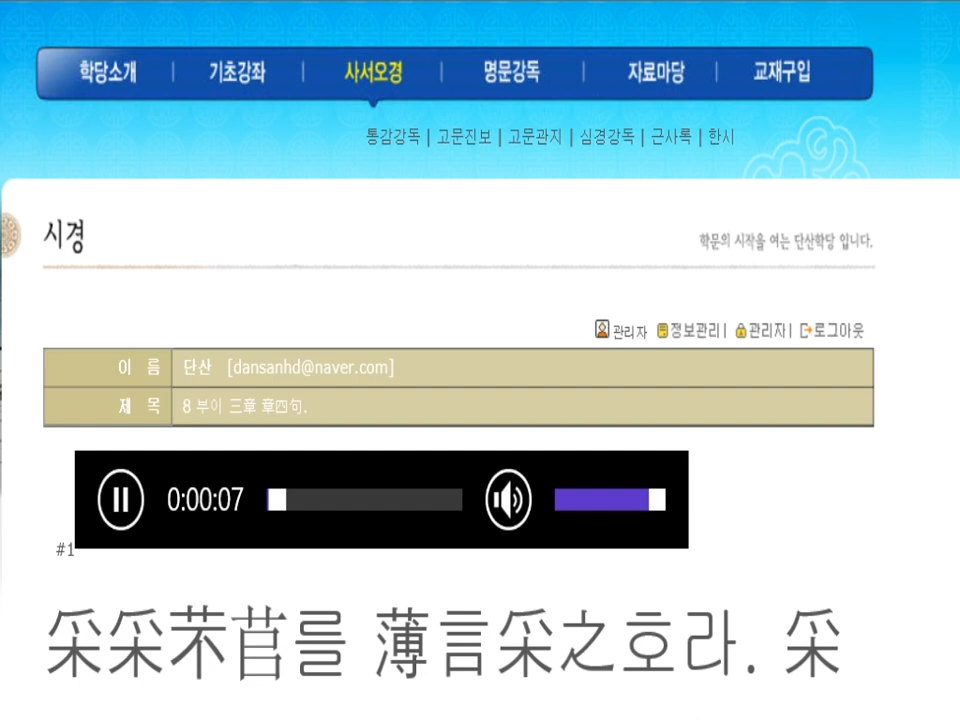 학당소개 | 기초강좌 | 사서오경 | 명문강독 | 자료마당 | 교재구입
통감강독 | 고문진보 | 고문관지 | 심경강독 | 근사록 | 한시
시경
학문의 시작을 여는 단산학당 입니다.
관리자 정보관리 | 관리자 | 로그아웃
이 름 단산 [dansanhd@naver.com]
제 목 8 부이 三章 章四句.
0:00:07
#1
采采芣苢를 薄言采之호라. 采